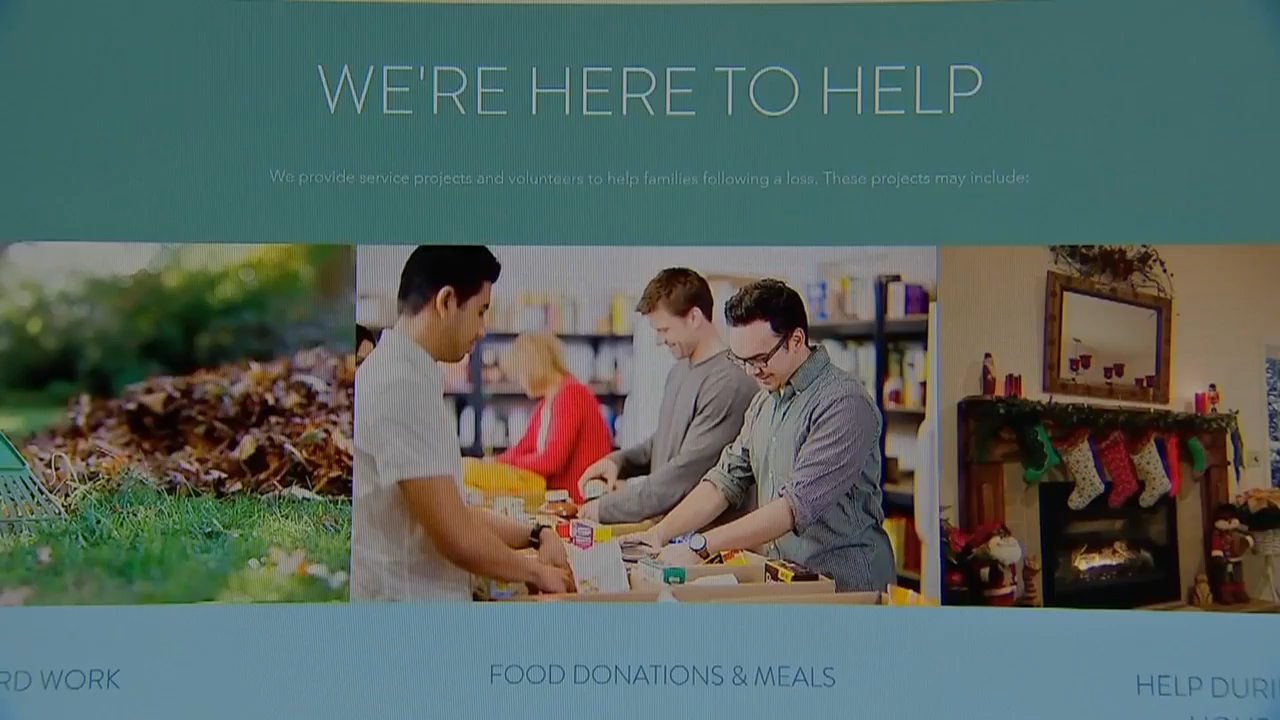 WE'RE HERE TO HELP
We provide service projects and volunteers to help families following a loss. These projects may include:
RD WORK
FOOD DONATIONS & MEALS
HELP DURI